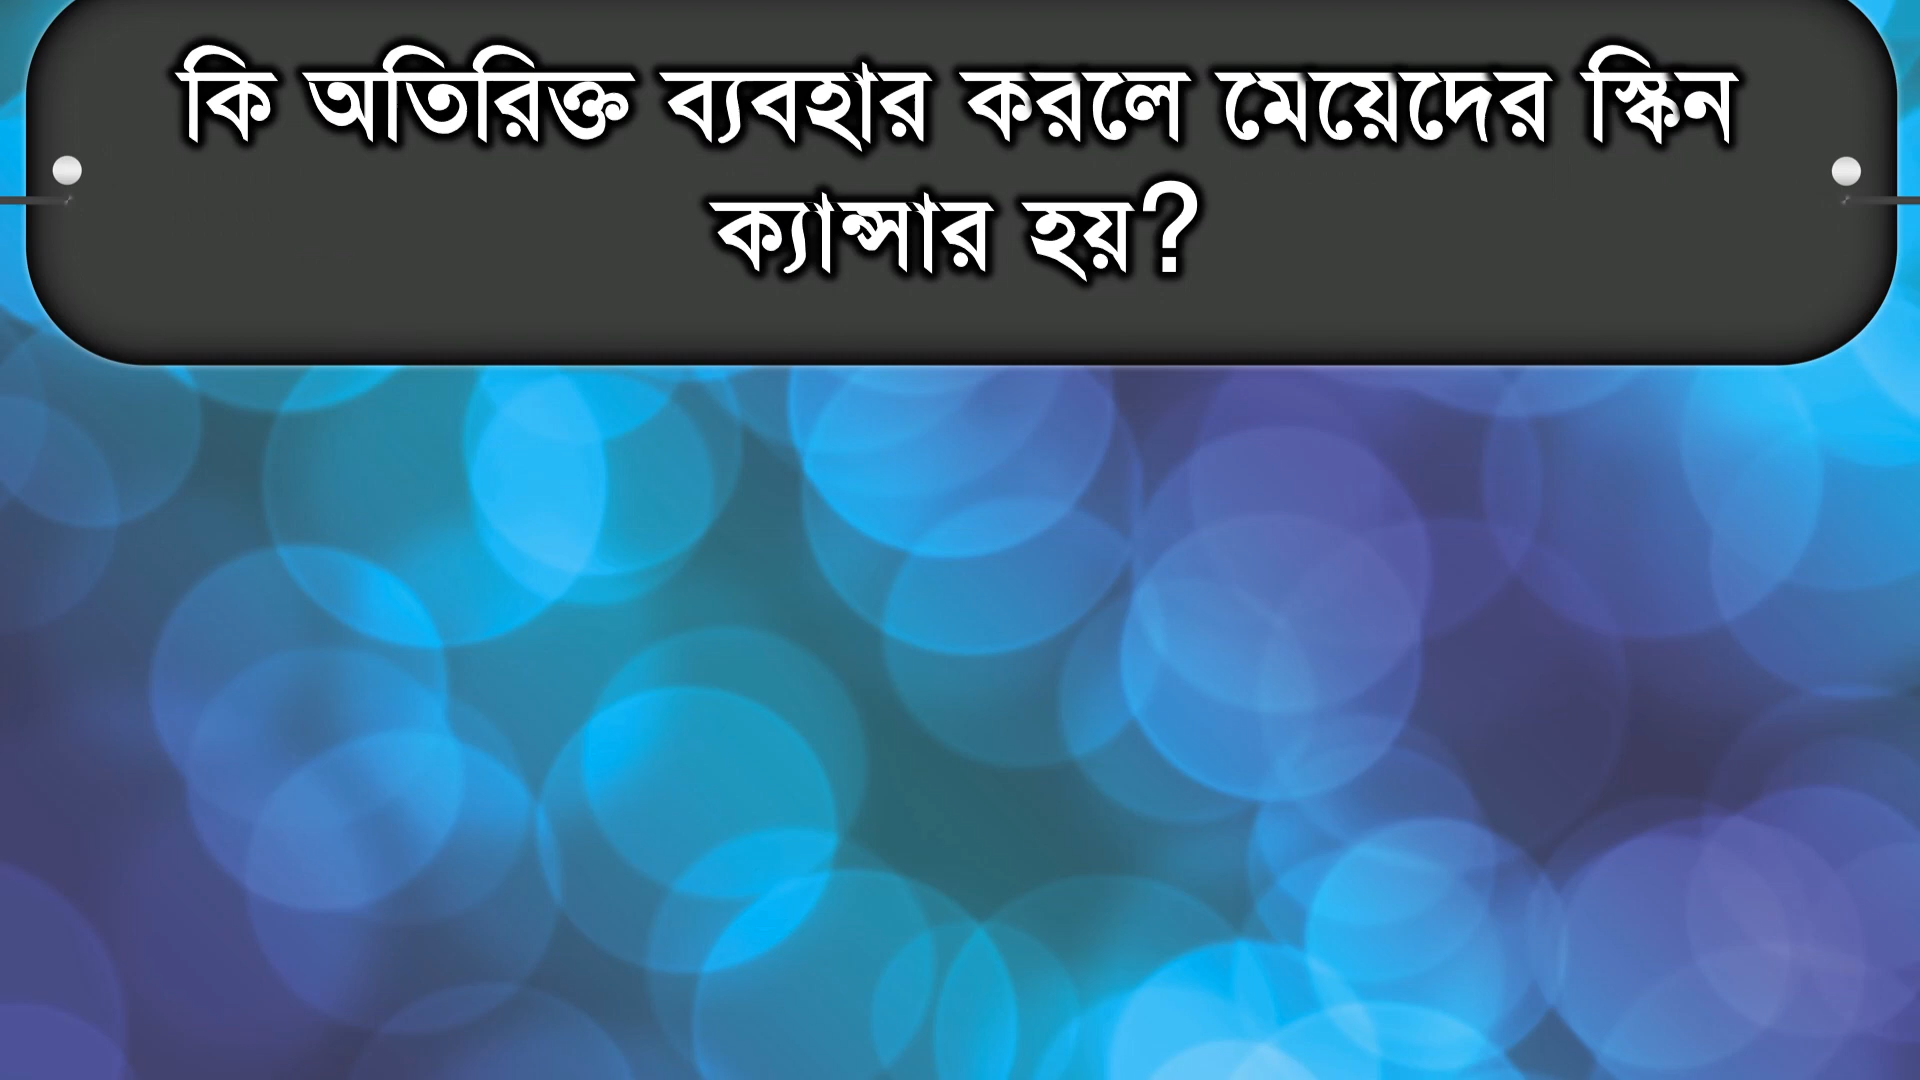 কি অতিরিক্ত ব্যবহার করলে মেয়েদের স্কিন
ক্যান্সার হয়?